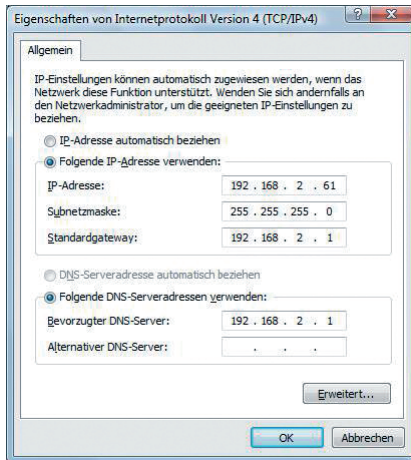 Eigenschaften von Internetprotokoll Version 4 (TCP/IPv4)
Allgemein
IP-Einstellungen können automatisch zugewiesen werden, wenn das
Netzwerk diese Funktion unterstützt. Wenden Sie sich andernfalls an
den Netzwerkadministrator, um die geeigneten IP-Einstellungen zu
beziehen.
IP-Adresse automatisch beziehen
Folgende IP-Adresse verwenden:
IP-Adresse: 192 . 168 . 2 . 61
Subnetzmaske: 255 . 255 . 255 . 0
Standardgateway: 192 . 168 . 2 . 1
DNS-Serveradresse automatisch beziehen
Folgende DNS-Serveradressen verwenden:
Bevorzugter DNS-Server: 192 . 168 . 2 . 1
Alternativer DNS-Server: . . .
Erweitert...
OK Abbrechen